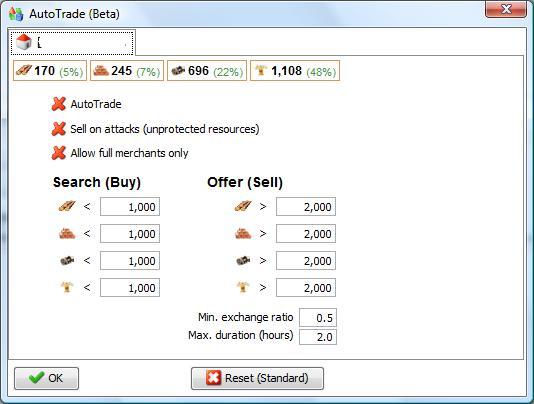 AutoTrade (Beta)
170 (5%) 245 (7%) 696 (22%) 1,108 (48%)
AutoTrade
Sell on attacks (unprotected resources)
Allow full merchants only
Search (Buy) Offer (Sell)
< 1,000 > 2,000
< 1,000 > 2,000
< 1,000 > 2,000
< 1,000 > 2,000
Min. exchange ratio 0.5
Max. duration (hours) 2.0
OK Reset (Standard)